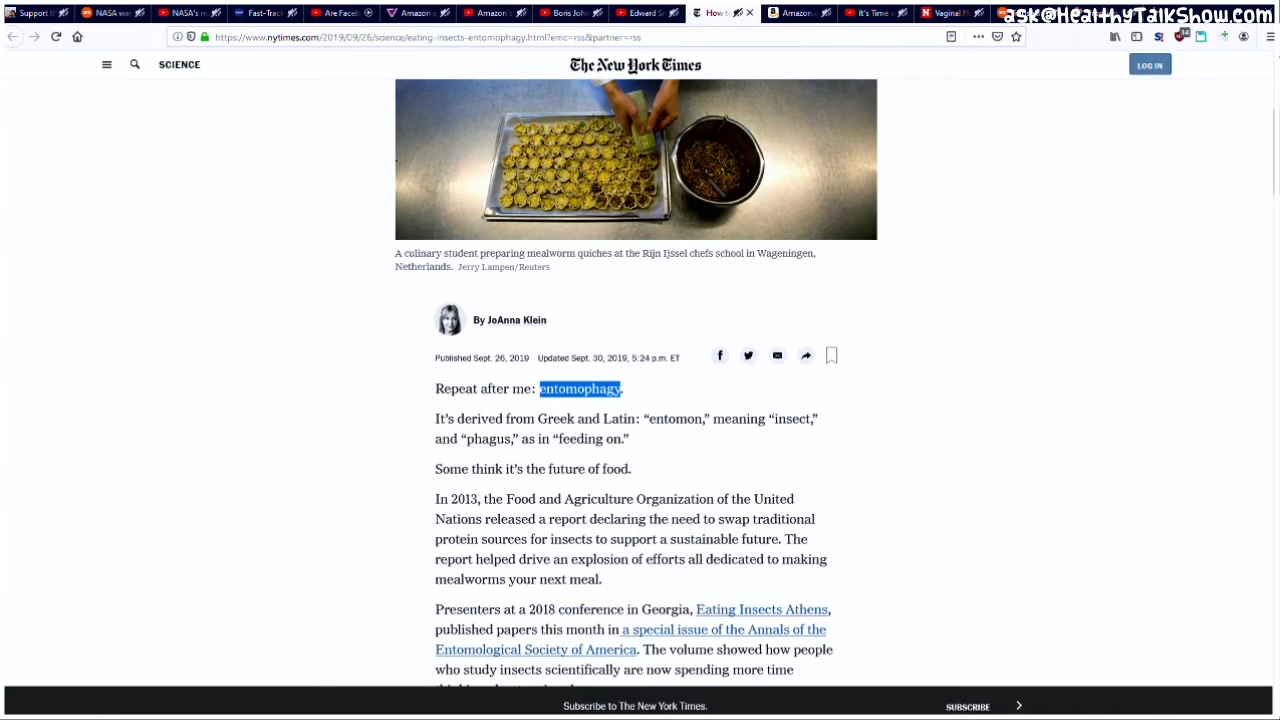 Support th
NASA war
NASA's n
Fast-Track
Are Faceb
Amazon e
Amazon's
Boris John
Edward S
How t
Amazon.c
It's Time
Vaginal Fl
ask@HealthyTalkShow.com
https://www.nytimes.com/2019/09/26/science/eating-insects-entomophagy.html?emc=rss&partner=rss
14
SCIENCE
The New York Times
LOG IN
A culinary student preparing mealworm quiches at the Rijn Ijssel chefs school in Wageningen,
Netherlands. Jerry Lampen/Reuters
By JoAnna Klein
Published Sept. 26, 2019 Updated Sept. 30, 2019, 5:24 p.m. ET
Repeat after me: entomophagy.
It's derived from Greek and Latin: “entomon,” meaning “insect,”
and “phagus,” as in “feeding on.”
Some think it's the future of food.
In 2013, the Food and Agriculture Organization of the United
Nations released a report declaring the need to swap traditional
protein sources for insects to support a sustainable future. The
report helped drive an explosion of efforts all dedicated to making
mealworms your next meal.
Presenters at a 2018 conference in Georgia, Eating Insects Athens,
published papers this month in a special issue of the Annals of the
Entomological Society of America. The volume showed how people
who study insects scientifically are now spending more time
Subscribe to The New York Times.
SUBSCRIBE